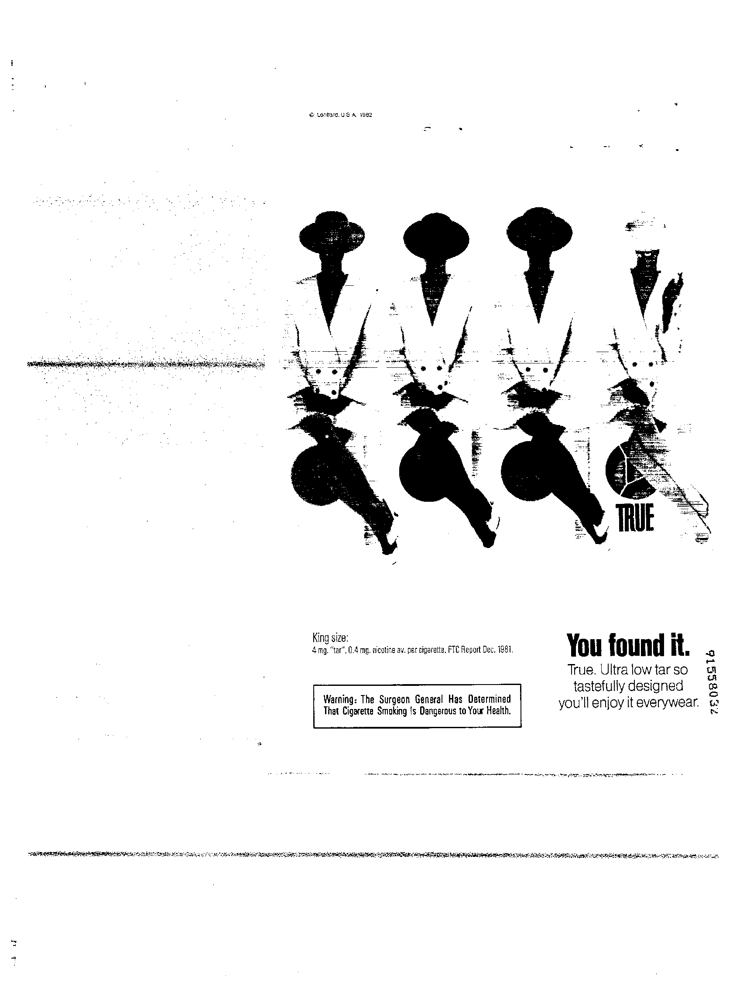 © Lorillard, U.S.A. 1982
TRUE
King size:
4 mg. "tar", 0.4 mg. nicotine av. per cigarette, FTC Report Dec. 1981.
Warning: The Surgeon General Has Determined
That Cigarette Smoking Is Dangerous to Your Health.
You found it.
True. Ultra low tar so
tastefully designed
you'll enjoy it everywear.
91558032